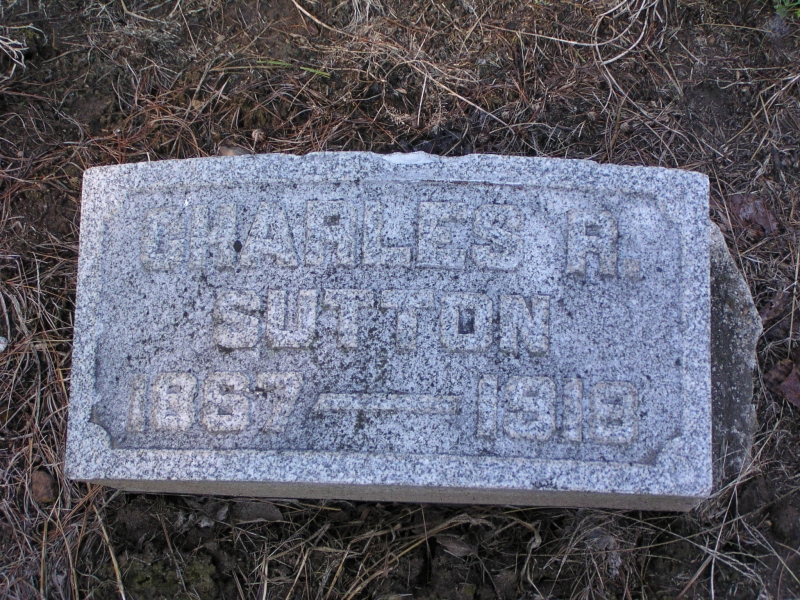 CHARLES R.
SUTTON
1867 — 1918